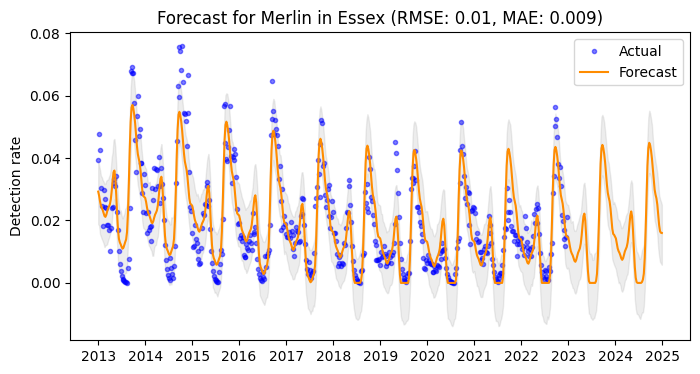 Forecast for Merlin in Essex (RMSE: 0.01, MAE: 0.009)
Actual
Forecast
Detection rate
0.08
0.06
0.04
0.02
0.00
2013 2014 2015 2016 2017 2018 2019 2020 2021 2022 2023 2024 2025